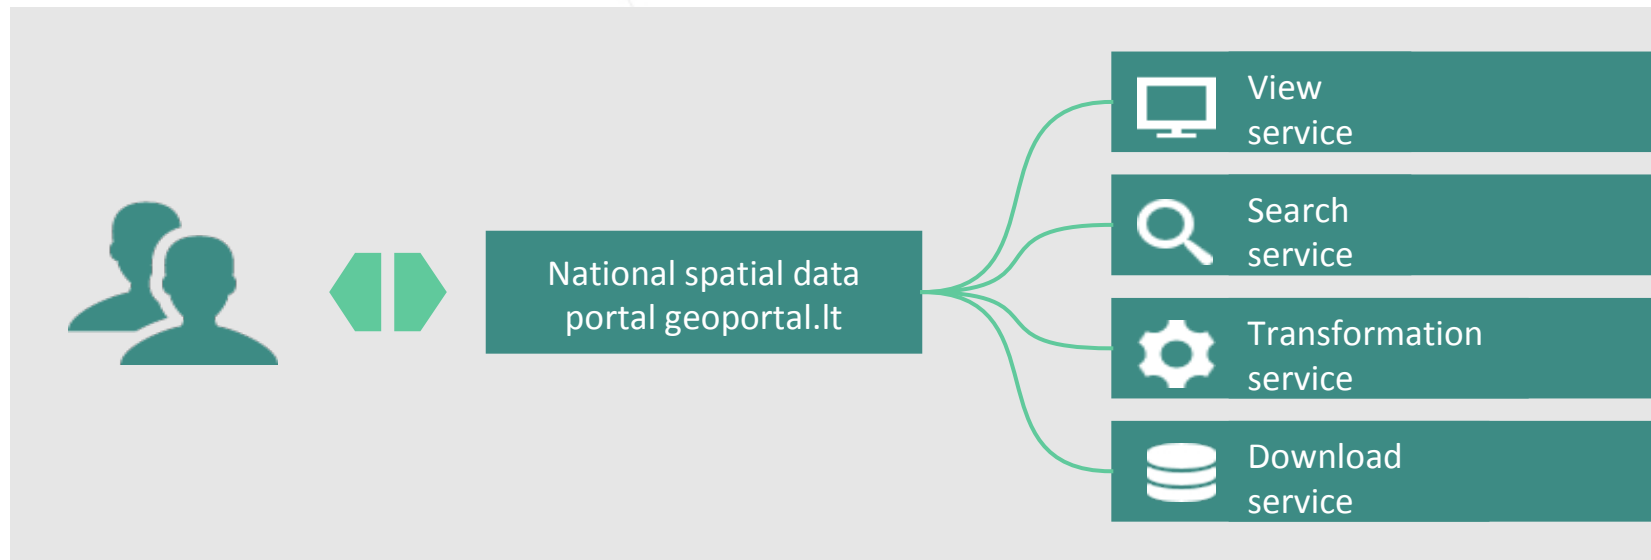 National spatial data
portal geoportal.lt
View
service
Search
service
Transformation
service
Download
service